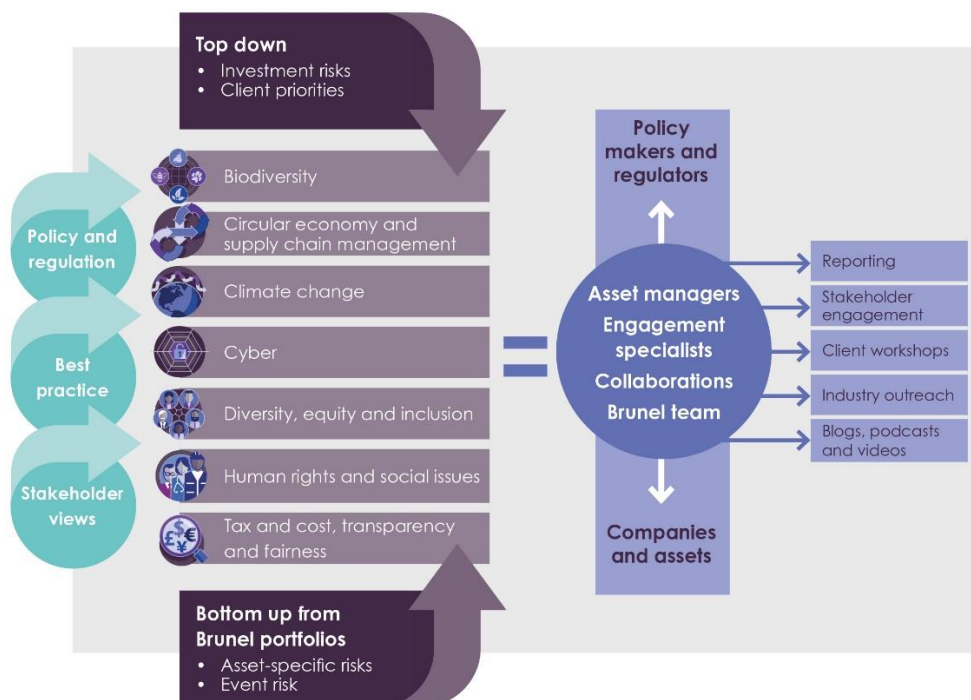 Top down
• Investment risks
• Client priorities
Policy and
regulation
Best
practice
Stakeholder
views
Biodiversity
Circular economy and
supply chain management
Climate change
Cyber
Diversity, equity and inclusion
Human rights and social issues
£$€¥
Tax and cost, transparency
and fairness
Bottom up from
Brunel portfolios
• Asset-specific risks
• Event risk
=
Policy
makers and
regulators
Asset managers
Engagement
specialists
Collaborations
Brunel team
Companies
and assets
Reporting
Stakeholder
engagement
Client workshops
Industry outreach
Blogs, podcasts
and videos